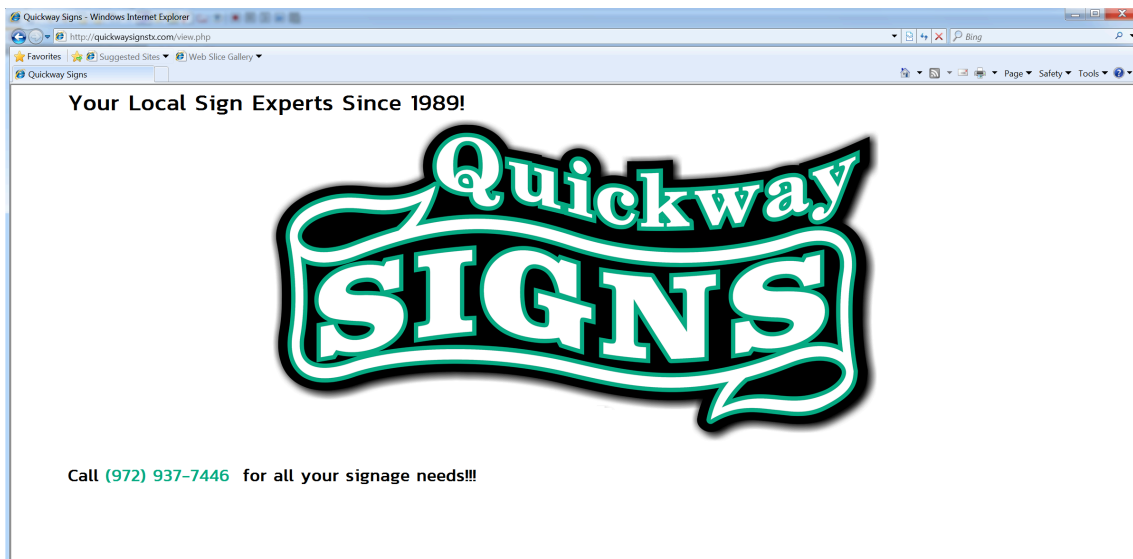 Quickway Signs - Windows Internet Explorer
http://quickwaysignstx.com/view.php
Bing
Favorites Suggested Sites Web Slice Gallery
Quickway Signs
Page Safety Tools
Your Local Sign Experts Since 1989!
Quickway
SIGNS
Call (972) 937-7446 for all your signage needs!!!